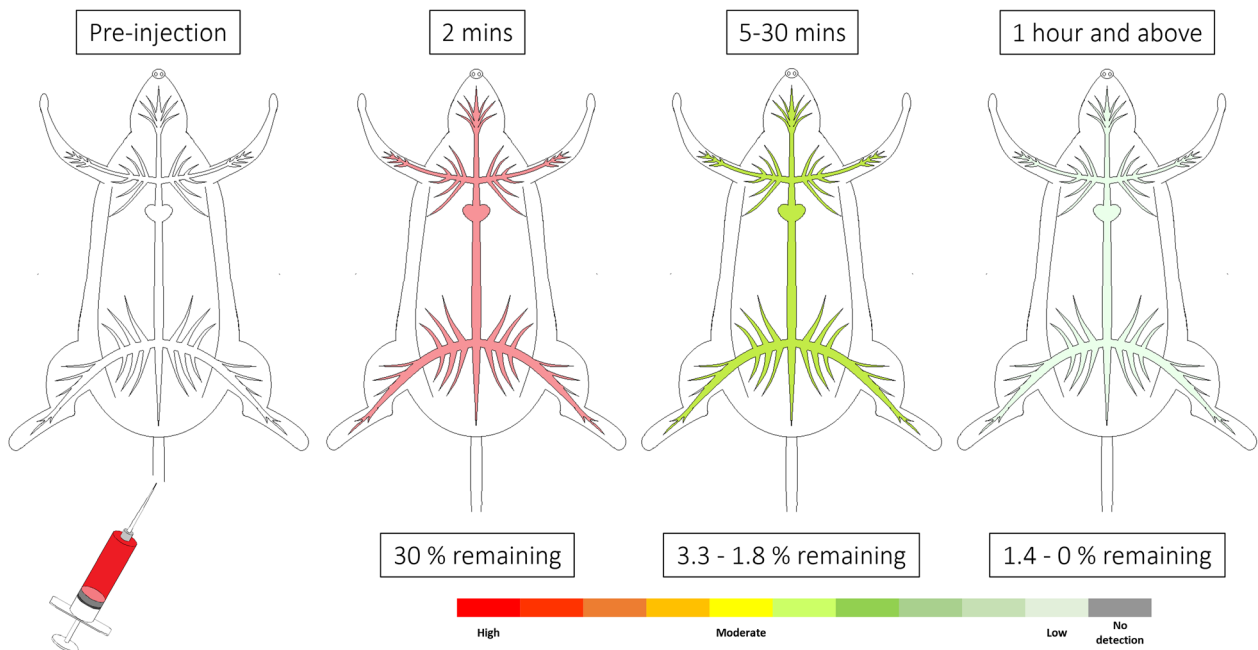 Pre-injection
2 mins
5-30 mins
1 hour and above
30 % remaining
3.3 - 1.8 % remaining
1.4 - 0 % remaining
High
Moderate
Low
No
detection